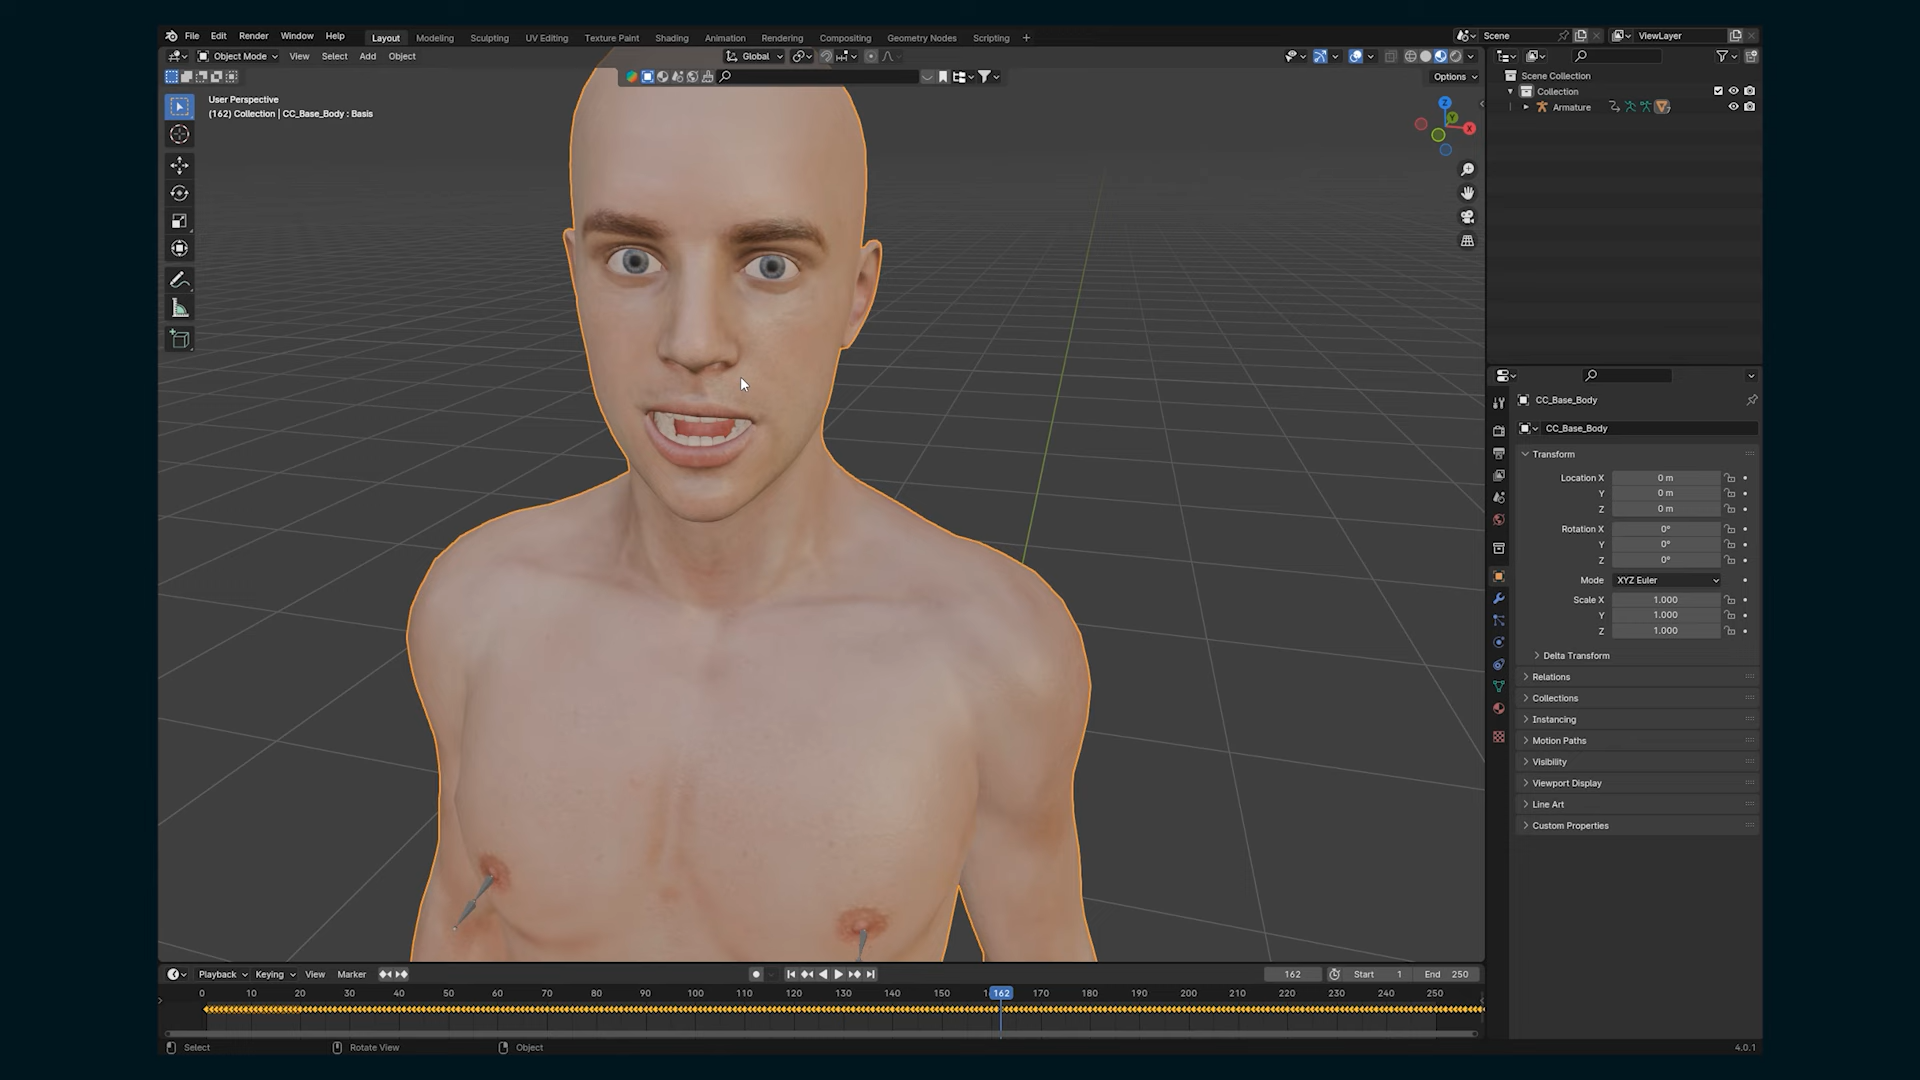 File Edit Render Window Help Layout Modeling Sculpting UV Editing Texture Paint Shading Animation Rendering Compositing Geometry Nodes Scripting + Scene ViewLayer
Object Mode View Select Add Object Global
Options
User Perspective
(162) Collection | CC_Base_Body : Basis
Z
Y
X
Scene Collection
Collection
Armature
CC_Base_Body
CC_Base_Body
Transform
Location X 0 m
Y 0 m
Z 0 m
Rotation X 0°
Y 0°
Z 0°
Mode XYZ Euler
Scale X 1.000
Y 1.000
Z 1.000
Delta Transform
Relations
Collections
Instancing
Motion Paths
Visibility
Viewport Display
Line Art
Custom Properties
Playback Keying View Marker 162 Start 1 End 250
0 10 20 30 40 50 60 70 80 90 100 110 120 130 140 150 162 170 180 190 200 210 220 230 240 250
Select Rotate View Object 4.0.1